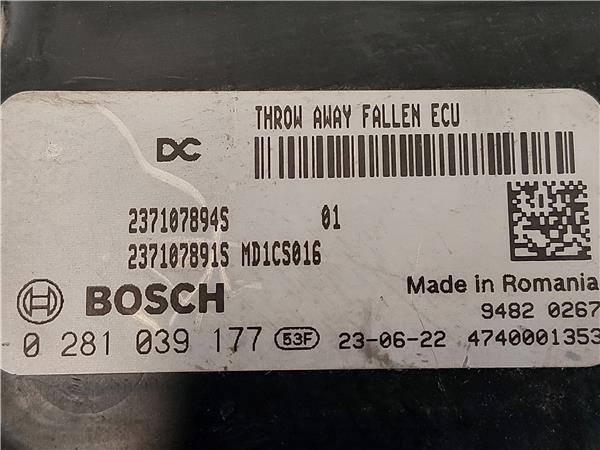 THROW AWAY FALLEN ECU
DC
237107894S 01
237107891S MD1CS016
BOSCH
Made in Romania
9482 0267
0 281 039 177 53F 23-06-22 4740001353